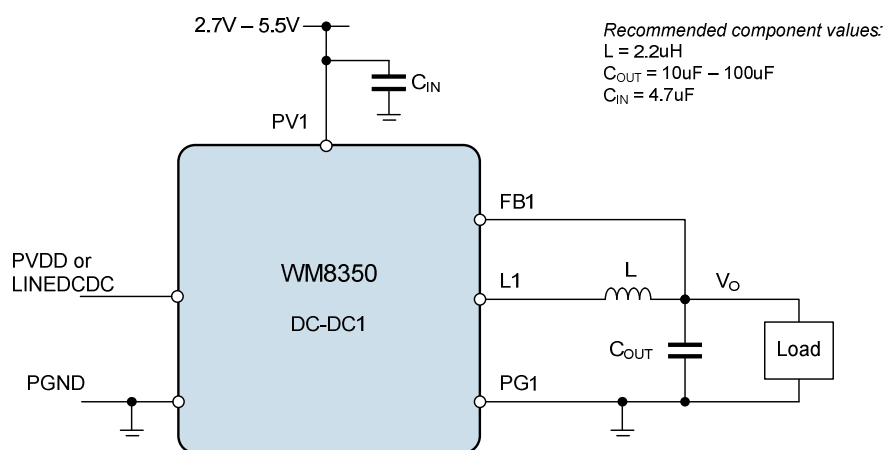 2.7V – 5.5V
Recommended component values:
L = 2.2uH
COUT = 10uF – 100uF
CIN = 4.7uF
CIN
PV1
FB1
PVDD or
LINEDCDC
WM8350
DC-DC1
L1
L
VO
COUT
Load
PGND
PG1